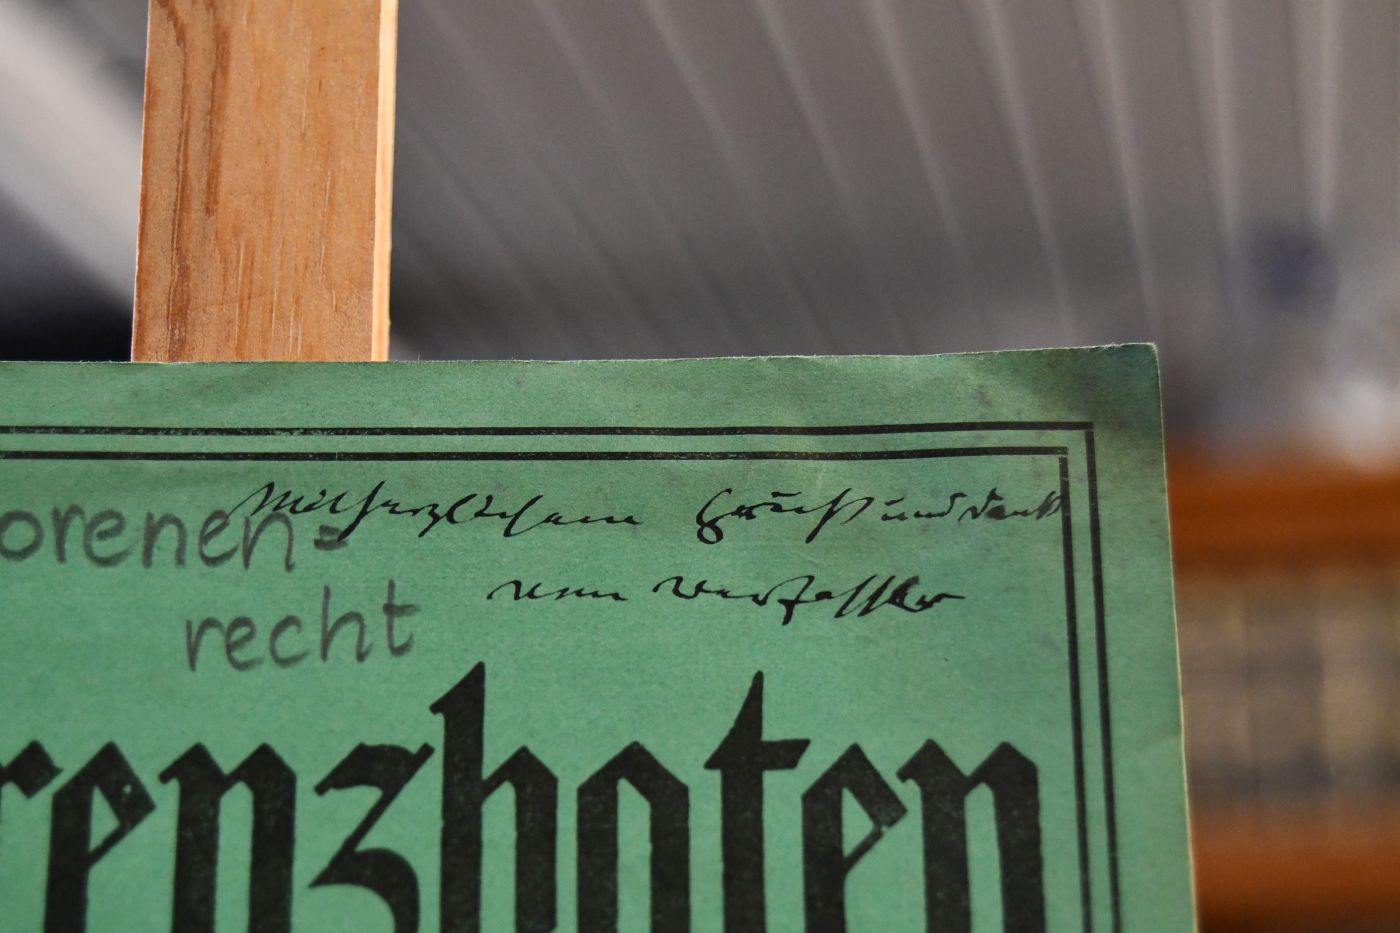 Mit herzlichem Gruß und Dank
orenen-
vom Verfasser
recht
renzboten